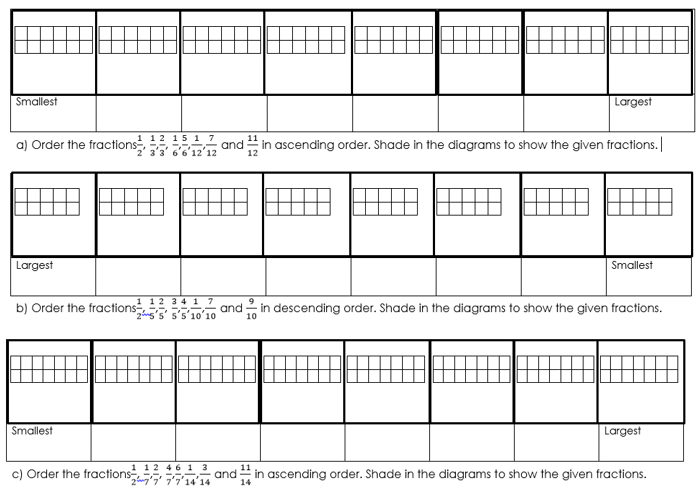 Smallest Largest
a) Order the fractions 1/2, 1/3, 2/3, 1/6, 5/6, 1/12, 7/12 and 11/12 in ascending order. Shade in the diagrams to show the given fractions.
Largest Smallest
b) Order the fractions 1/2, 1/5, 2/5, 3/5, 4/5, 1/10, 7/10 and 9/10 in descending order. Shade in the diagrams to show the given fractions.
Smallest Largest
c) Order the fractions 1/2, 1/7, 2/7, 4/7, 6/7, 1/14, 3/14 and 11/14 in ascending order. Shade in the diagrams to show the given fractions.